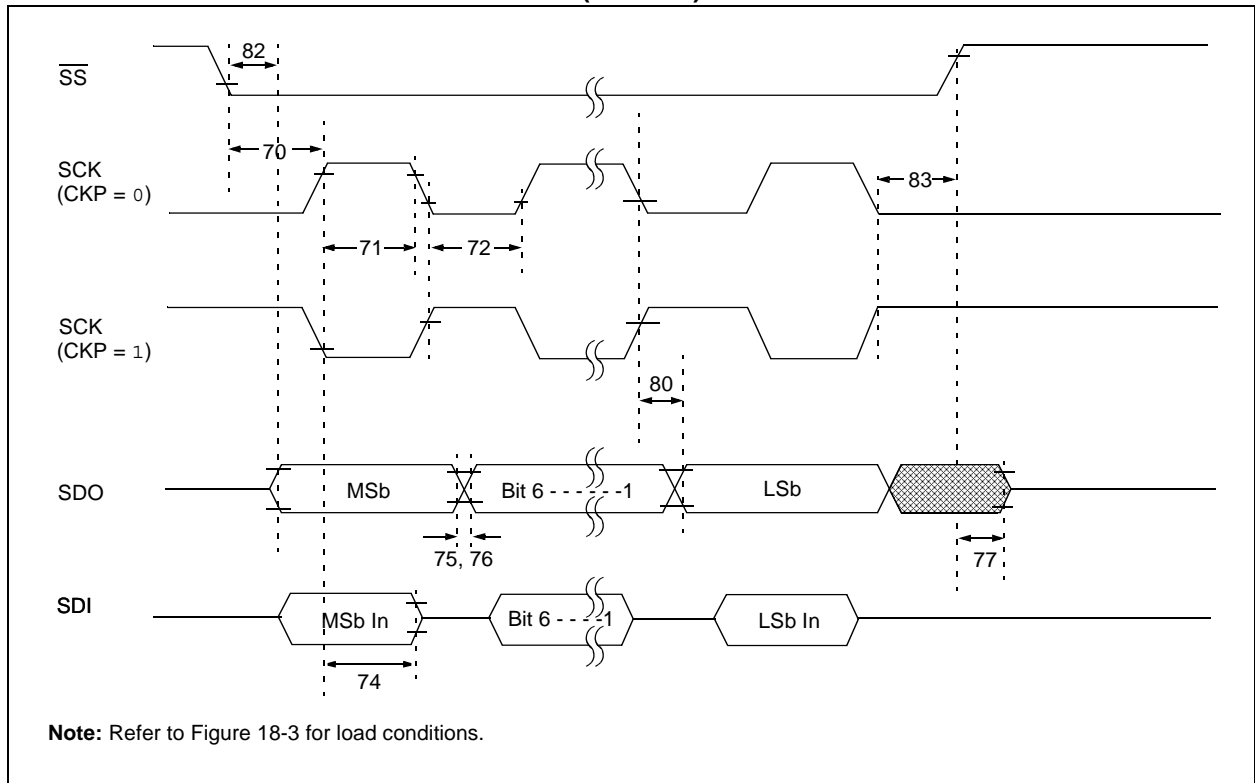 82
SS
70
SCK
(CKP = 0)
83
71
72
SCK
(CKP = 1)
80
SDO
MSb
Bit 6 - - - - - - -1
LSb
75, 76
77
SDI
MSb In
Bit 6 - - - -1
LSb In
74
Note: Refer to Figure 18-3 for load conditions.